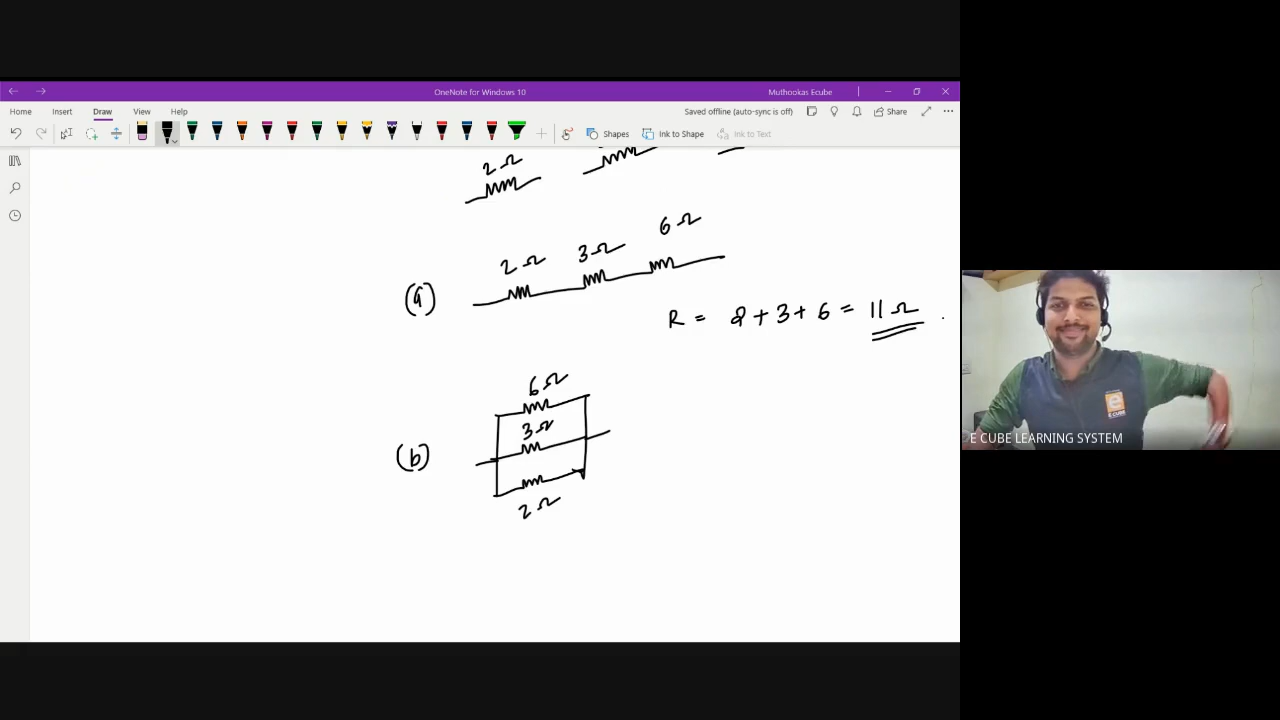 OneNote for Windows 10
Muthookas Ecube
Home Insert Draw View Help
Saved offline (auto-sync is off)
Share
Shapes
Ink to Shape
Ink to Text
2 Ω
2 Ω 3 Ω 6 Ω
(a)
R = 2 + 3 + 6 = 11 Ω
6 Ω
3 Ω
(b)
2 Ω
e
E CUBE
E CUBE LEARNING SYSTEM